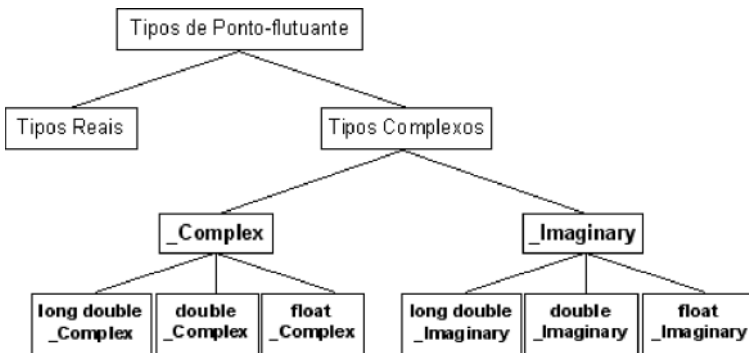 Tipos de Ponto-flutuante
Tipos Reais
Tipos Complexos
_Complex
_Imaginary
long double
_Complex
double
_Complex
float
_Complex
long double
_Imaginary
double
_Imaginary
float
_Imaginary